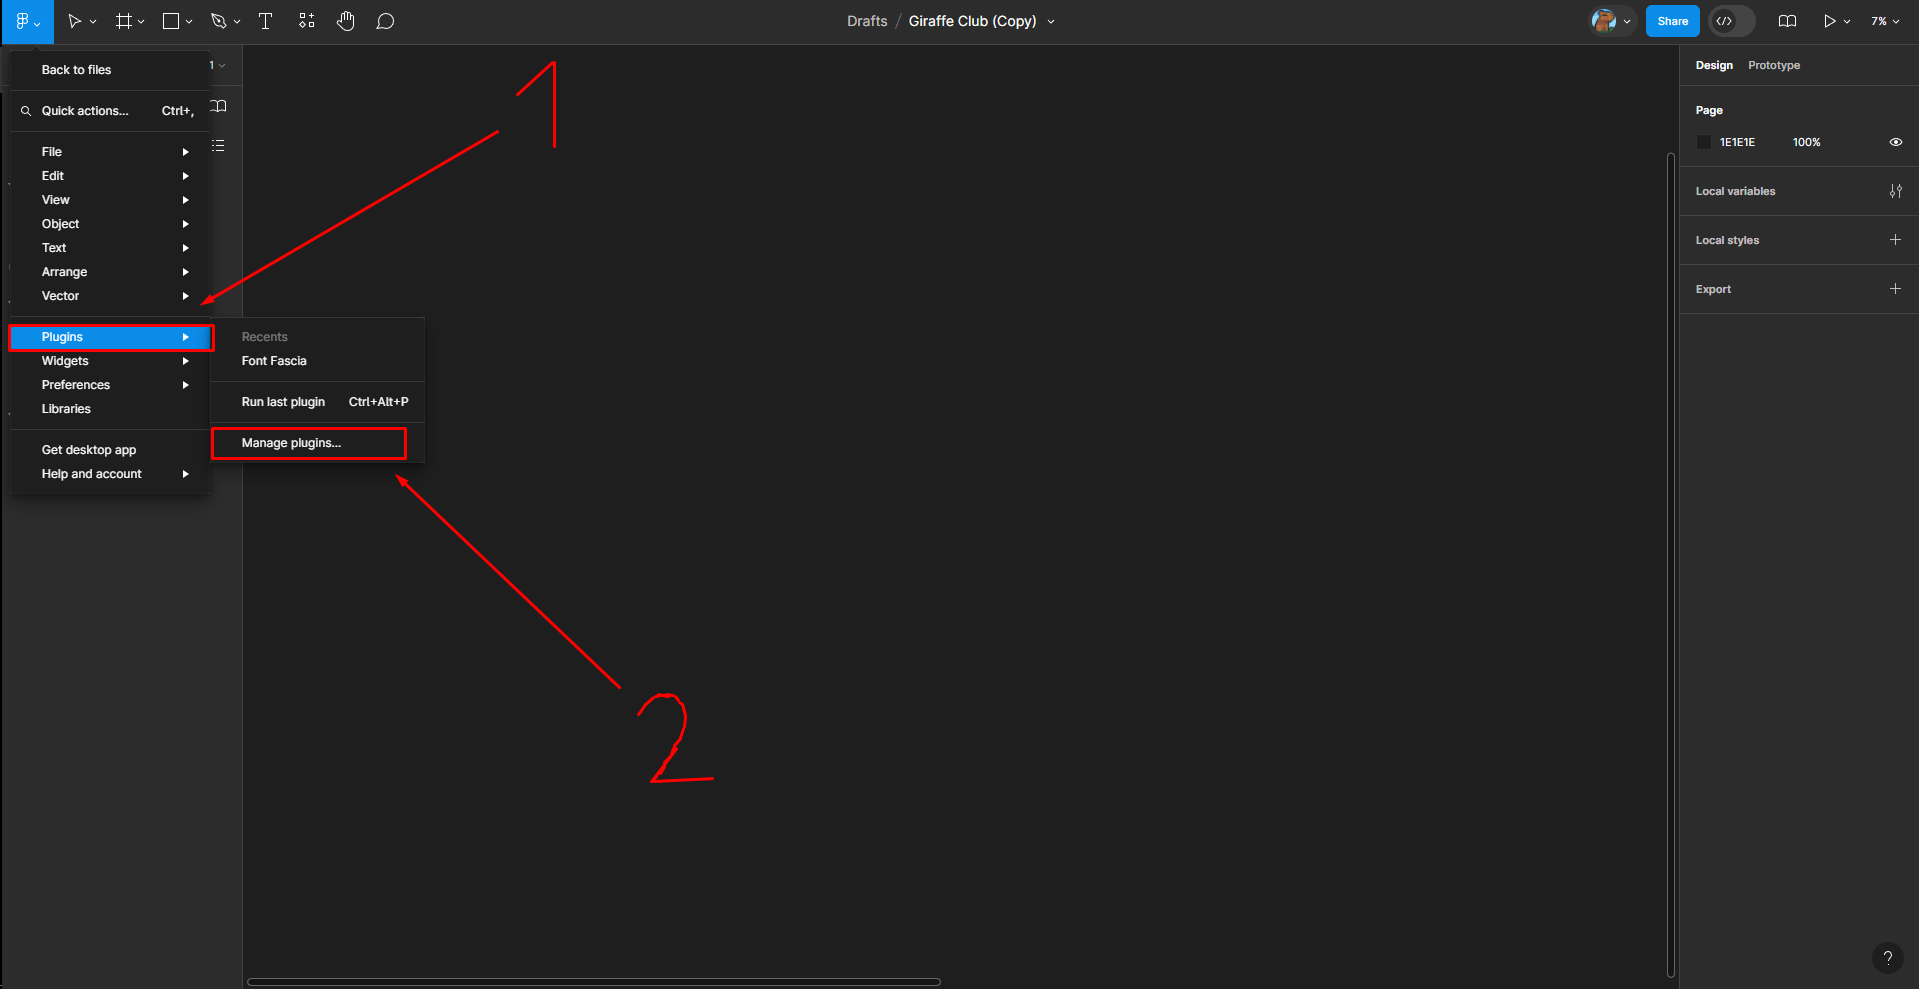 Drafts / Giraffe Club (Copy)
Share
7%
Back to files
1
Quick actions... Ctrl+,
File
Edit
View
Object
Text
Arrange
Vector
Plugins
Widgets
Preferences
Libraries
Get desktop app
Help and account
Recents
Font Fascia
Run last plugin Ctrl+Alt+P
Manage plugins...
1
2
Design Prototype
Page
1E1E1E 100%
Local variables
Local styles
Export
?